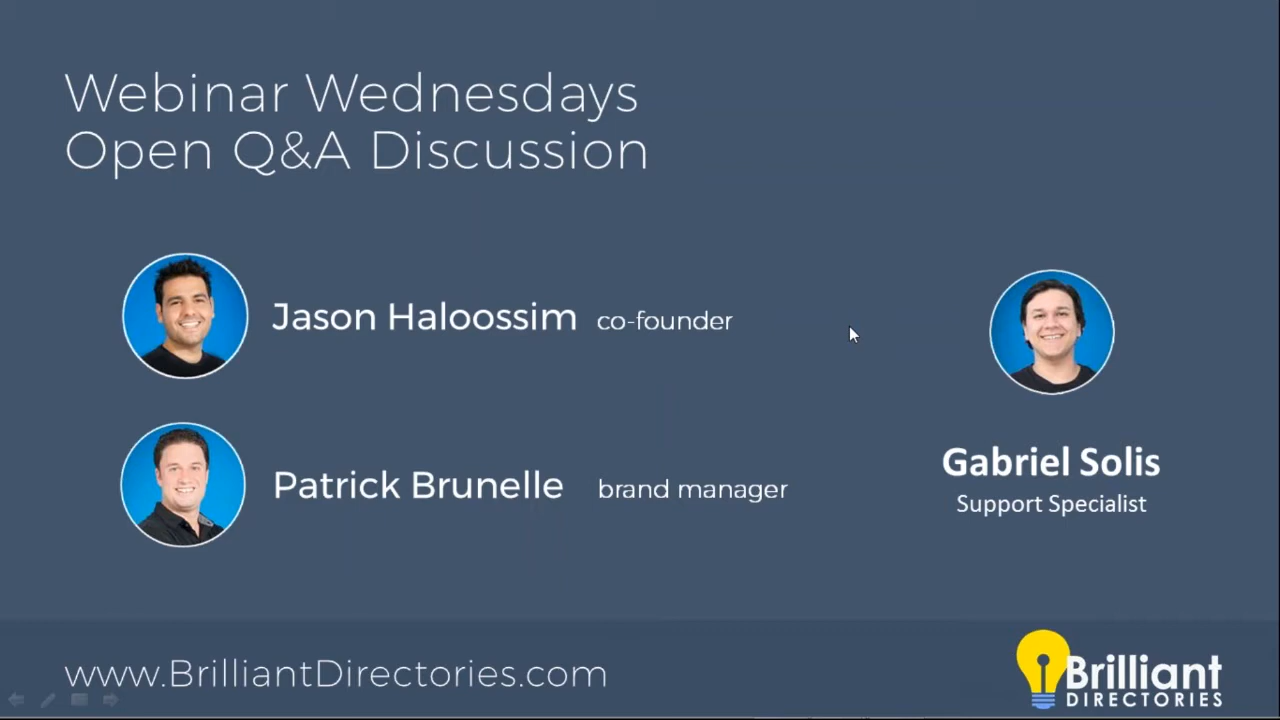 Webinar Wednesdays
Open Q&A Discussion
Jason Haloossim co-founder
Patrick Brunelle brand manager
Gabriel Solis
Support Specialist
www.BrilliantDirectories.com
Brilliant
DIRECTORIES